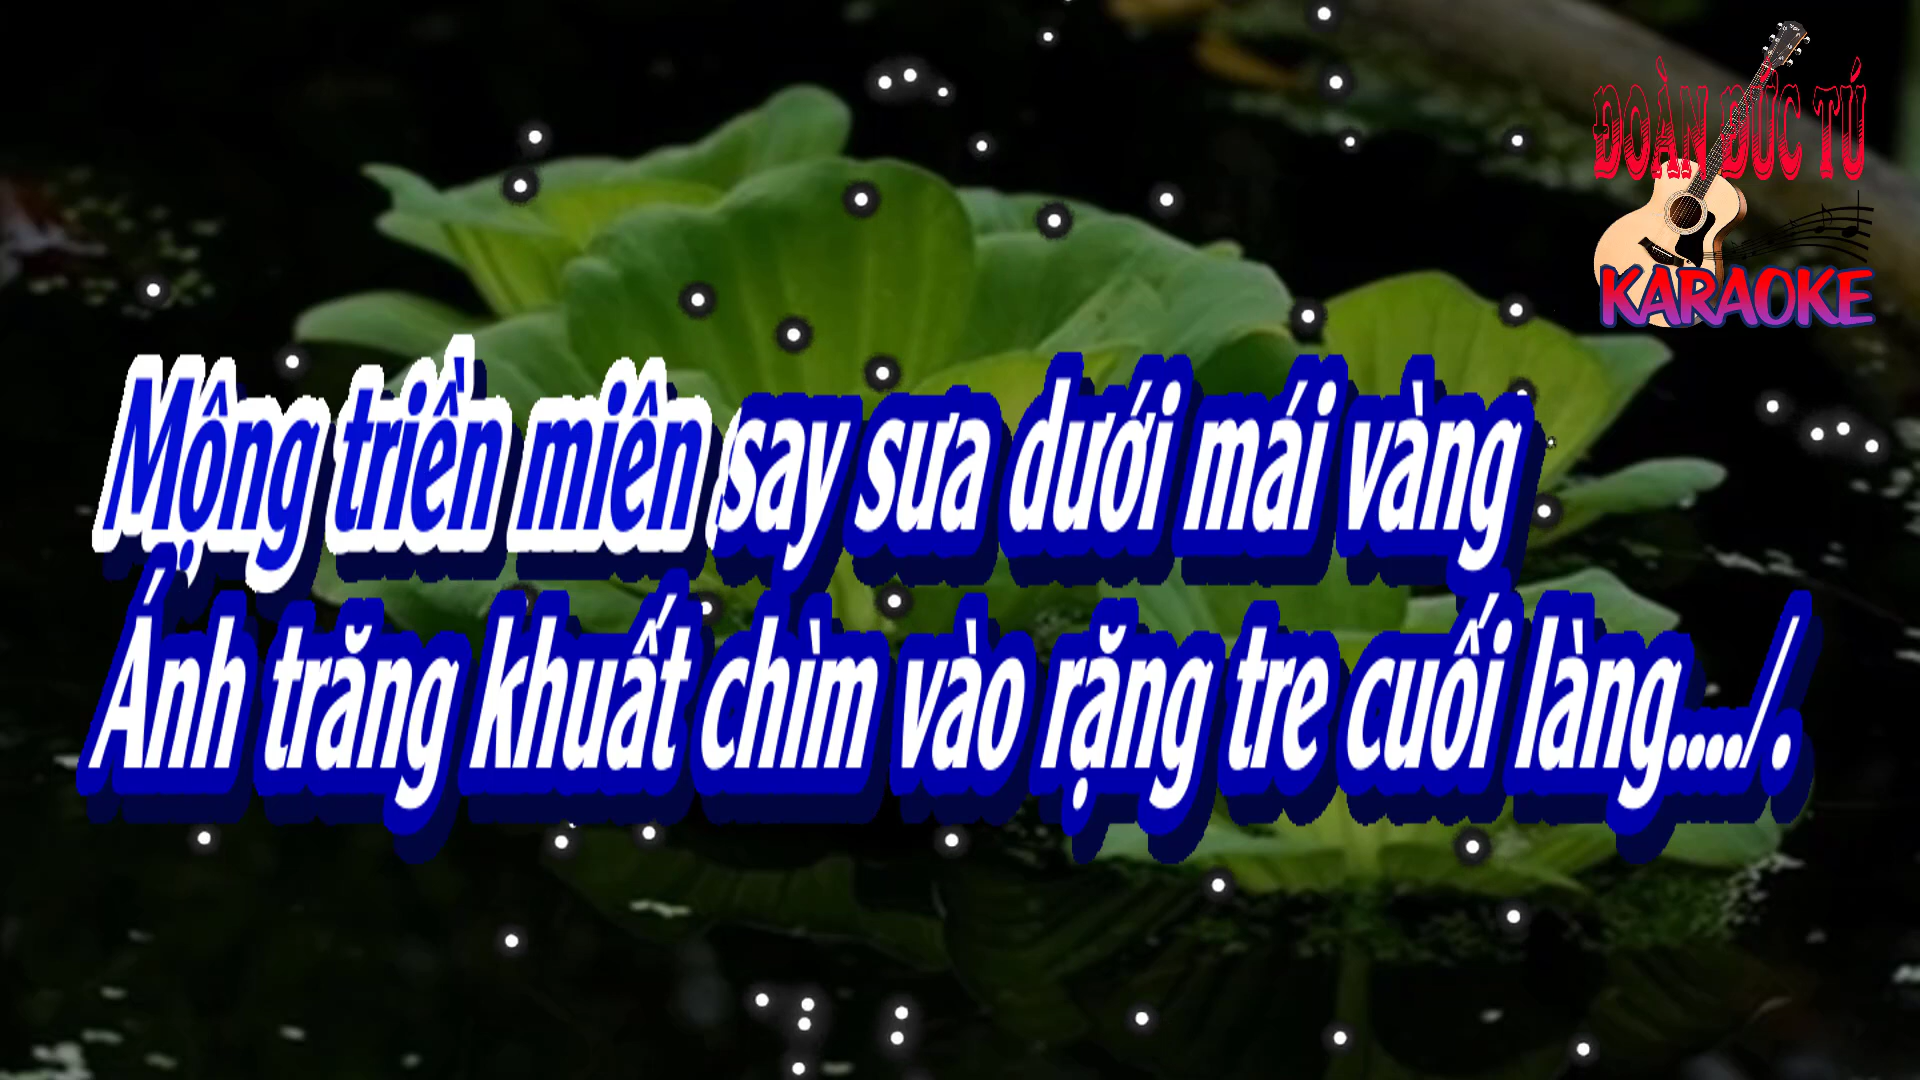 ĐOÀN ĐỨC TÚ
KARAOKE
Mộng triền miên say sưa dưới mái vàng
Ánh trăng khuất chìm vào rặng tre cuối làng..../.